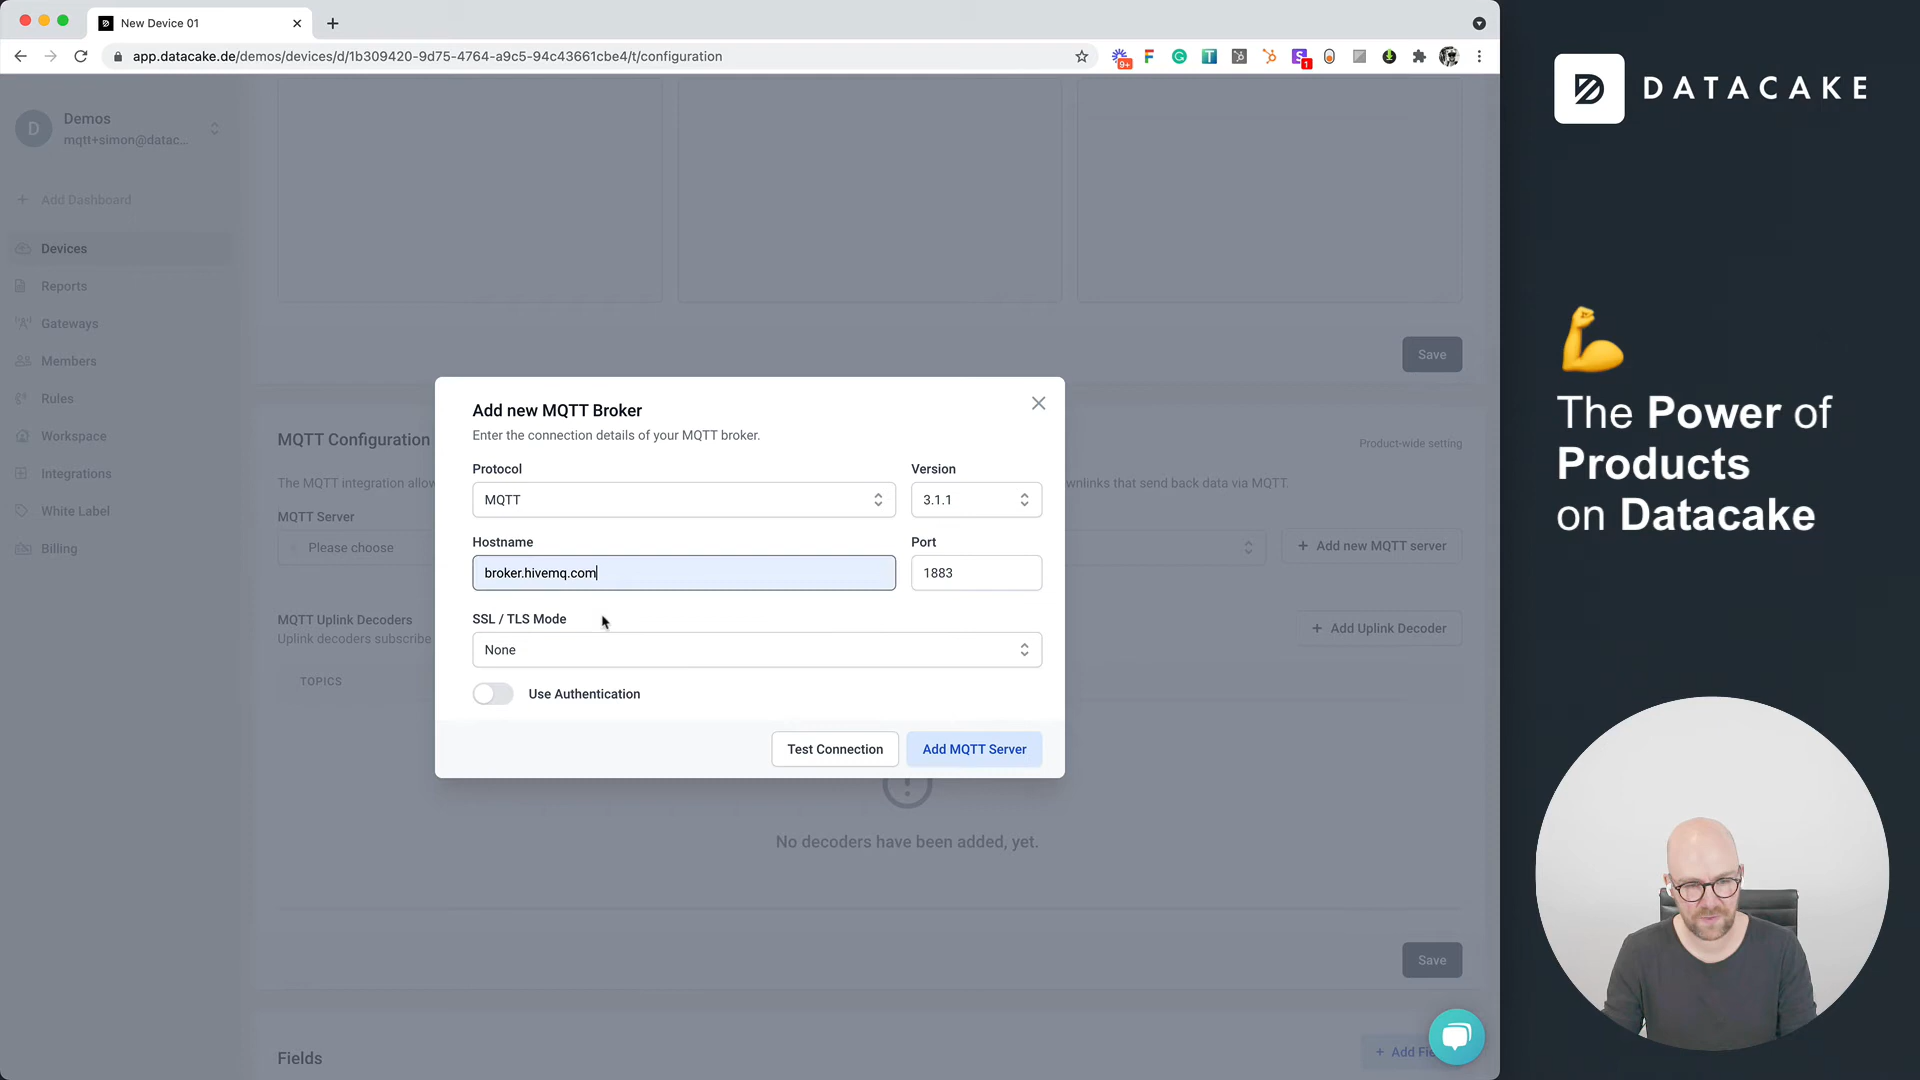 New Device 01
app.datacake.de/demos/devices/d/1b309420-9d75-4764-a9c5-94c43661cbe4/t/configuration
9+
1
D
Demos
mqtt+simon@datac...
Add Dashboard
Devices
Reports
Gateways
Members
Rules
Workspace
Integrations
White Label
Billing
Save
MQTT Configuration
Product-wide setting
The MQTT integration allow
wnlinks that send back data via MQTT.
MQTT Server
Please choose
+ Add new MQTT server
MQTT Uplink Decoders
Uplink decoders subscribe
+ Add Uplink Decoder
TOPICS
No decoders have been added, yet.
Save
Fields
+ Add Fie
Add new MQTT Broker
Enter the connection details of your MQTT broker.
Protocol
Version
MQTT
3.1.1
Hostname
Port
broker.hivemq.com
1883
SSL / TLS Mode
None
Use Authentication
Test Connection
Add MQTT Server
DATACAKE
The Power of
Products
on Datacake